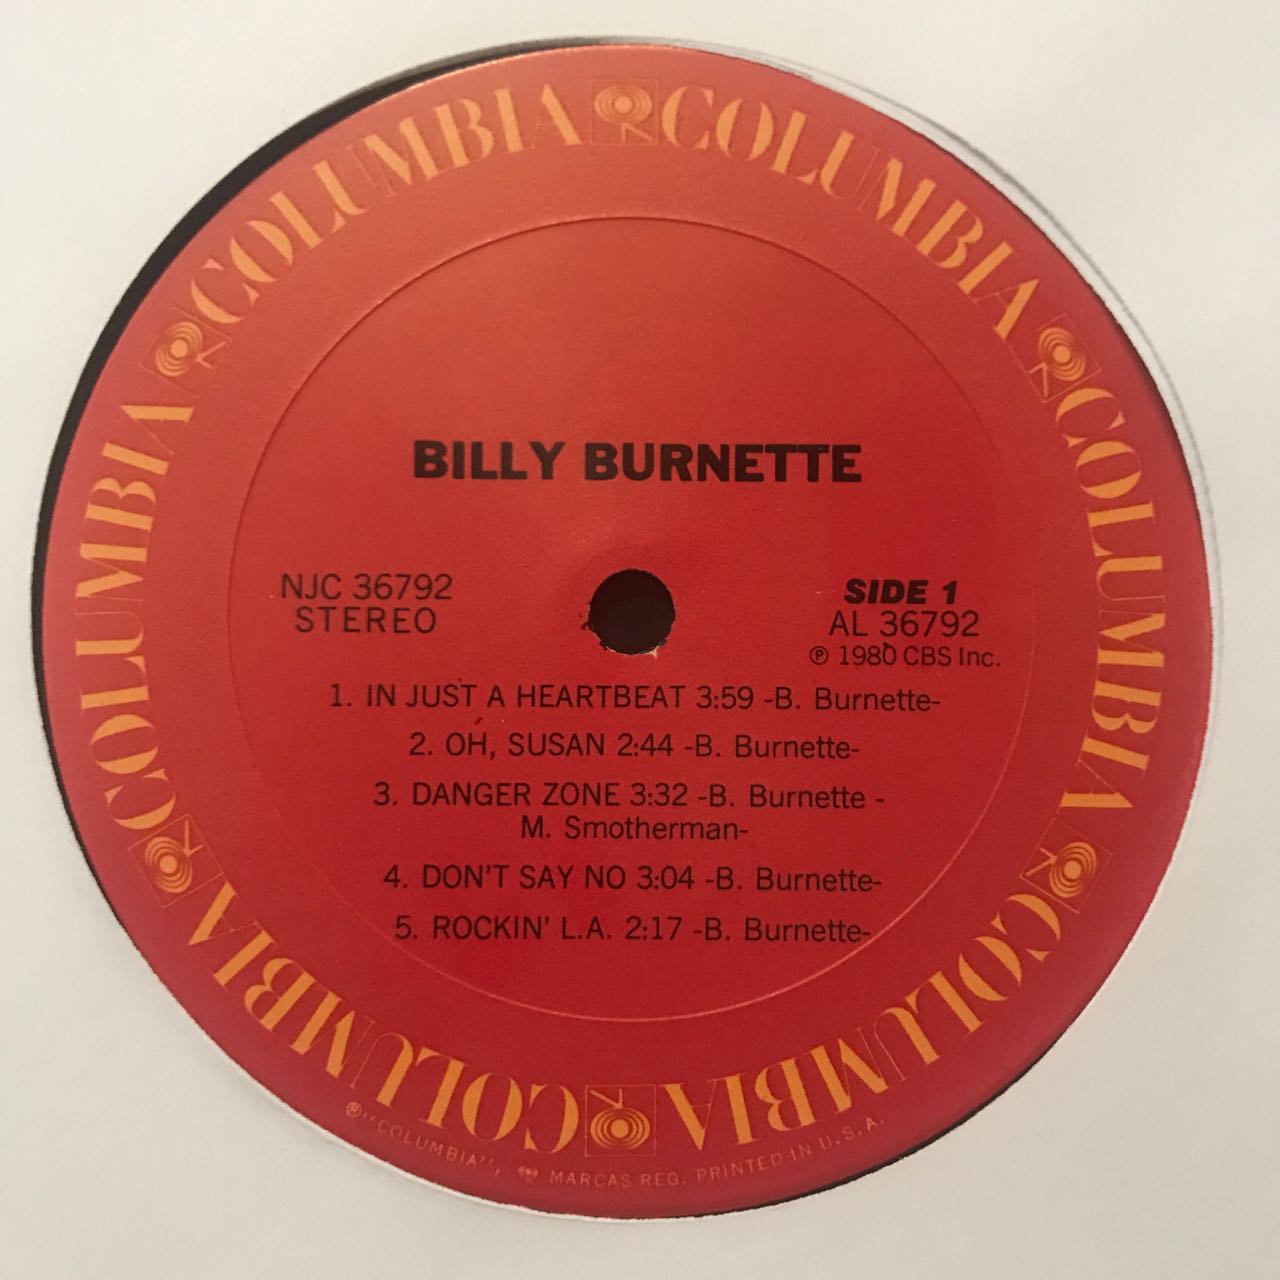 COLUMBIA COLUMBIA COLUMBIA COLUMBIA COLUMBIA COLUMBIA
BILLY BURNETTE
NJC 36792
STEREO
SIDE 1
AL 36792
℗ 1980 CBS Inc.
1. IN JUST A HEARTBEAT 3:59 -B. Burnette-
2. OH, SUSAN 2:44 -B. Burnette-
3. DANGER ZONE 3:32 -B. Burnette -
M. Smotherman-
4. DON'T SAY NO 3:04 -B. Burnette-
5. ROCKIN' L.A. 2:17 -B. Burnette-
® "COLUMBIA", MARCAS REG. PRINTED IN U.S.A.